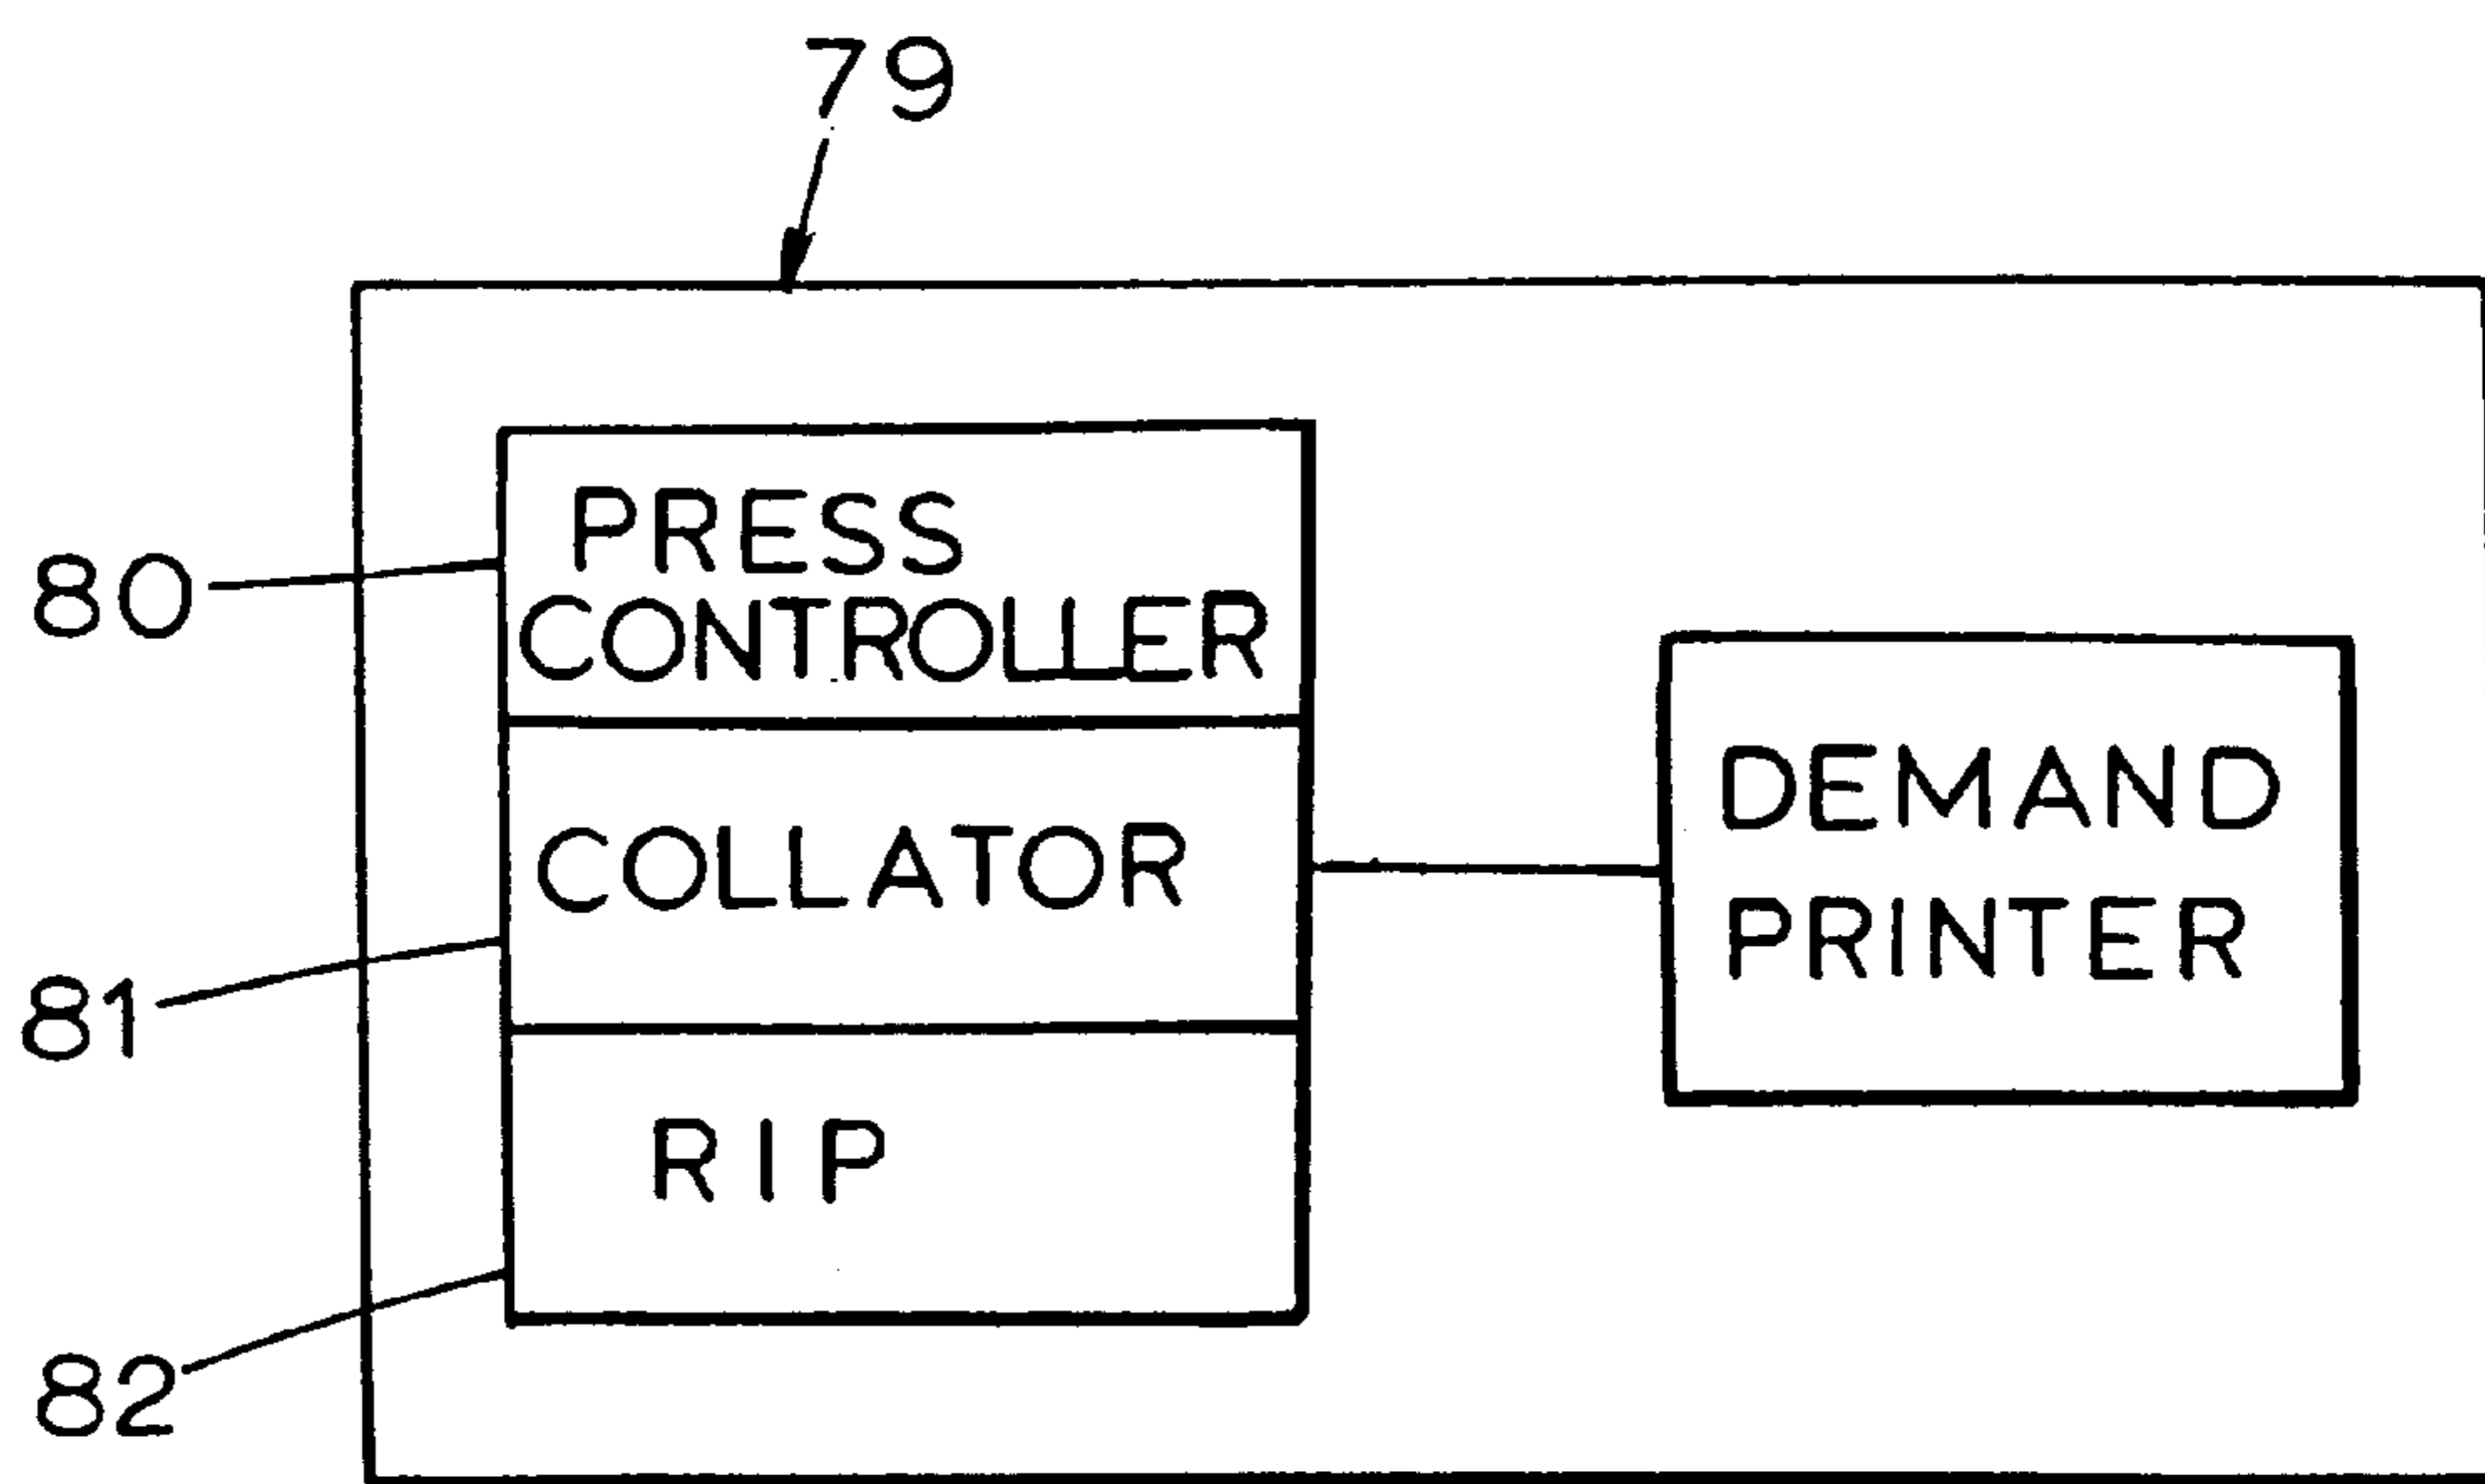 79
80
PRESS
CONTROLLER
COLLATOR
81
RIP
82
DEMAND
PRINTER